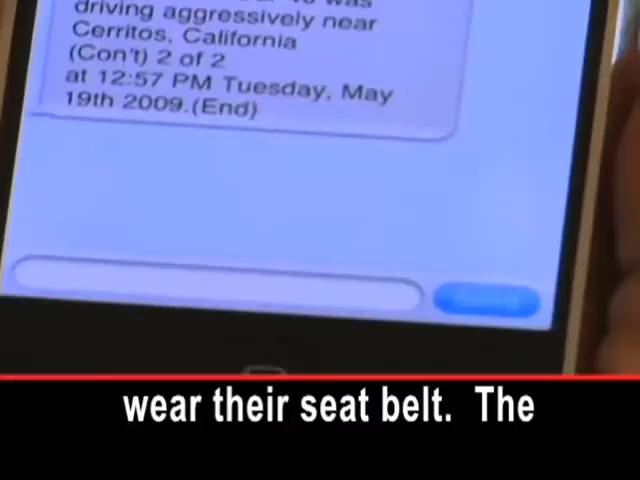 was
driving aggressively near
Cerritos, California
(Con't) 2 of 2
at 12:57 PM Tuesday, May
19th 2009.(End)
wear their seat belt. The